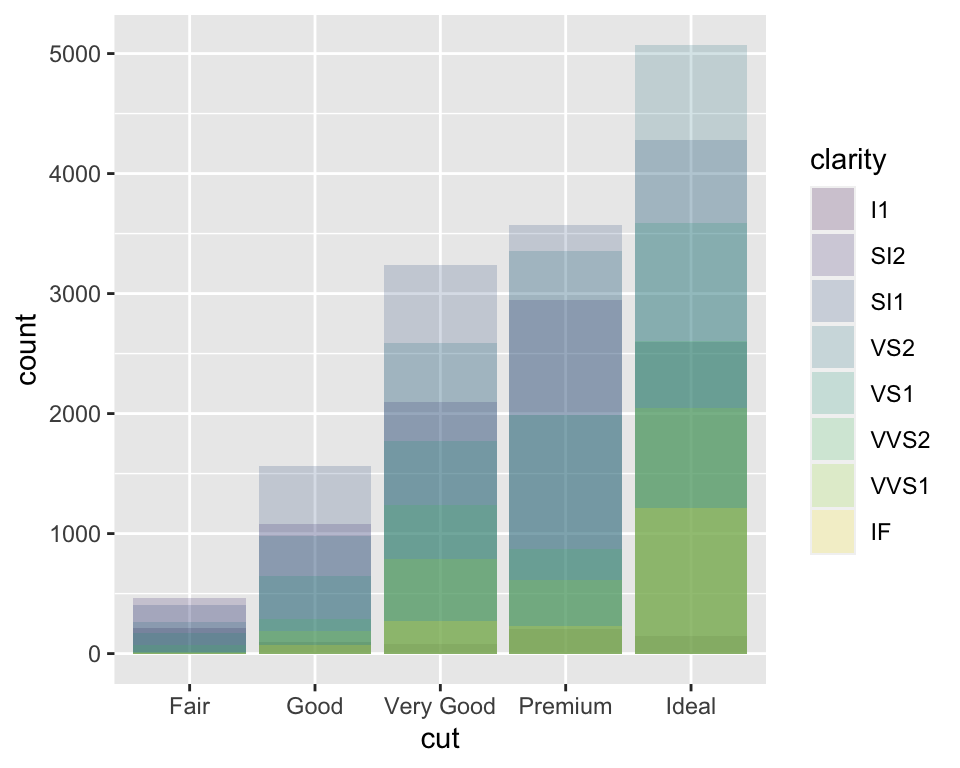 5000
4000
3000
2000
1000
0
count
Fair Good Very Good Premium Ideal
cut
clarity
I1
SI2
SI1
VS2
VS1
VVS2
VVS1
IF